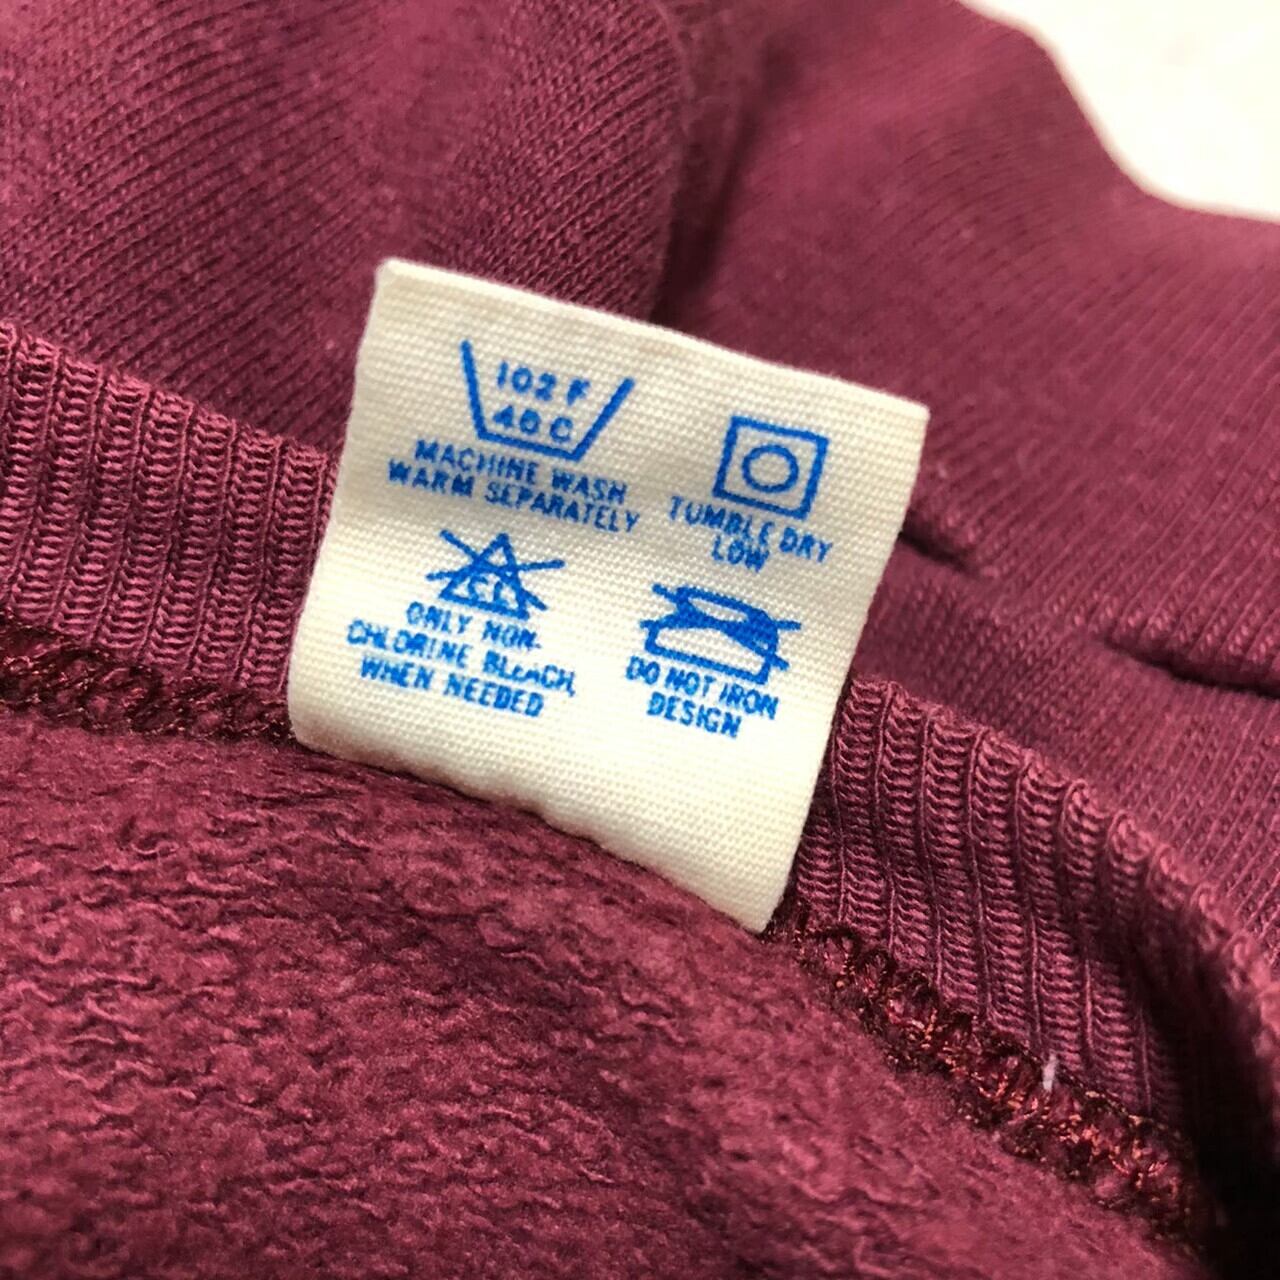 102 F
40 C
MACHINE WASH
WARM SEPARATELY
TUMBLE DRY
LOW
CL
ONLY NON-
CHLORINE BLEACH,
WHEN NEEDED
DO NOT IRON
DESIGN